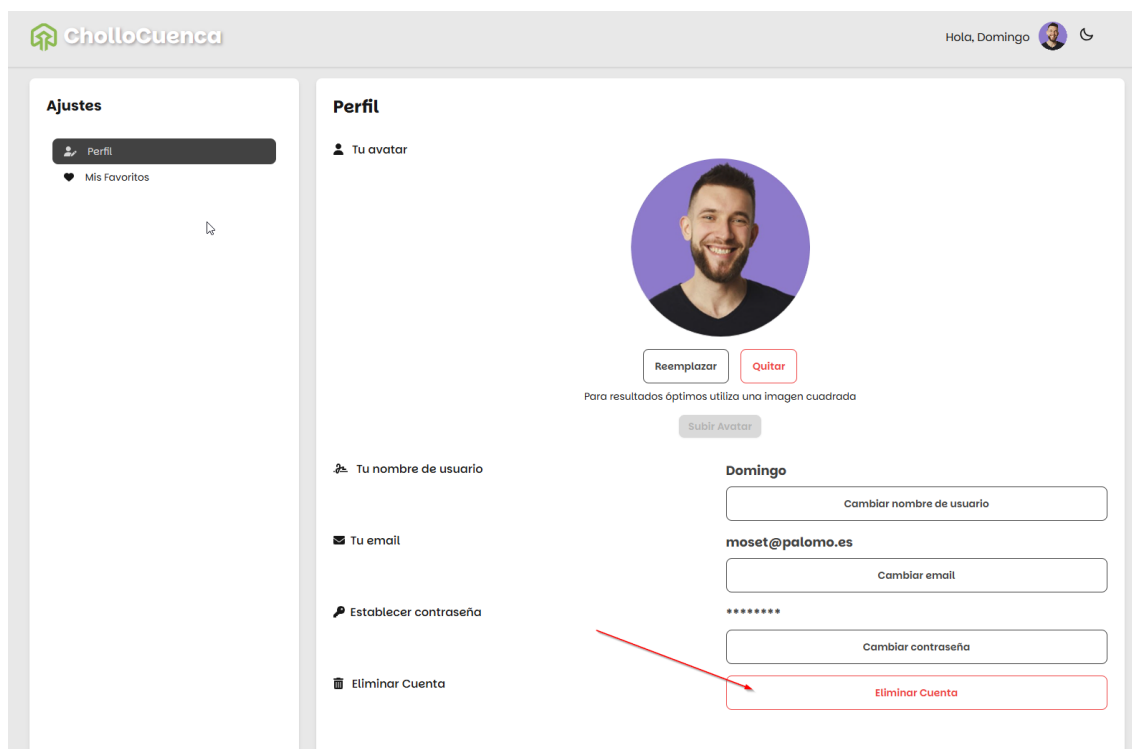 CholloCuenca
Hola, Domingo
Ajustes
Perfil
Mis Favoritos
Perfil
Tu avatar
Reemplazar
Quitar
Para resultados óptimos utiliza una imagen cuadrada
Subir Avatar
Tu nombre de usuario
Domingo
Cambiar nombre de usuario
Tu email
moset@palomo.es
Cambiar email
Establecer contraseña
********
Cambiar contraseña
Eliminar Cuenta
Eliminar Cuenta